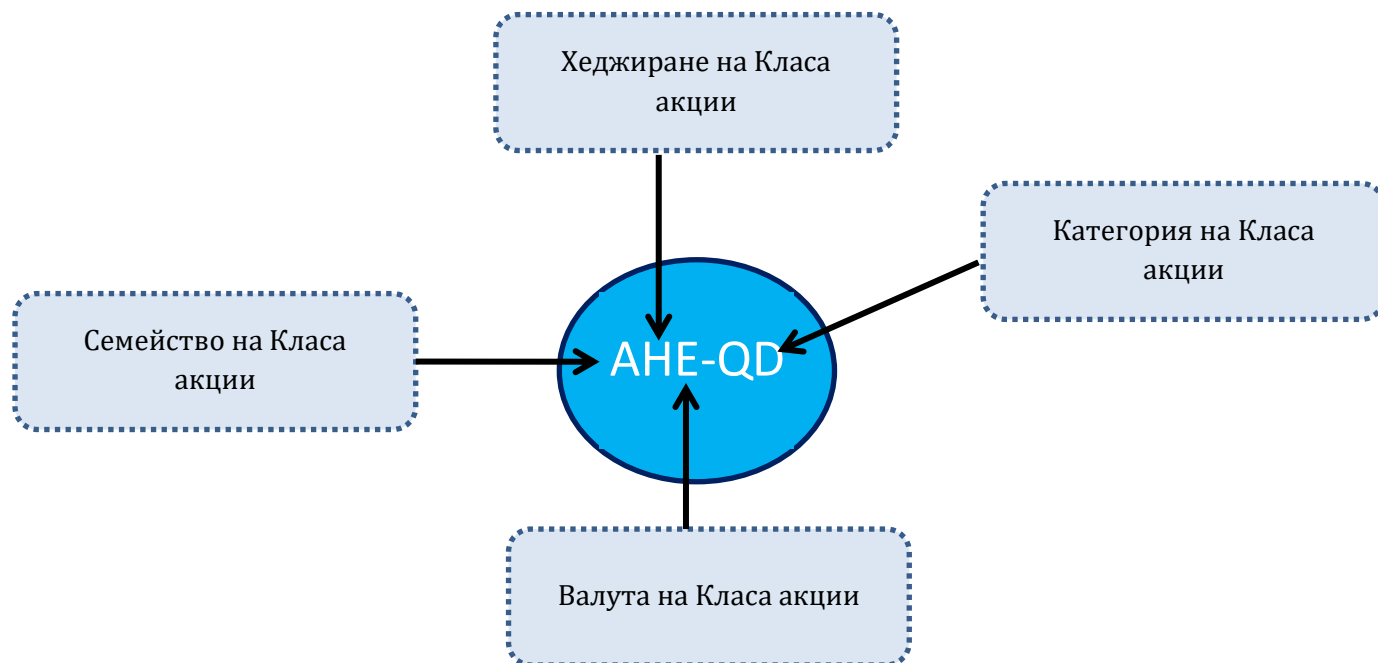 Хеджиране на Класа
акции
Категория на Класа
акции
Семейство на Класа
акции
AHE-QD
Валута на Класа акции